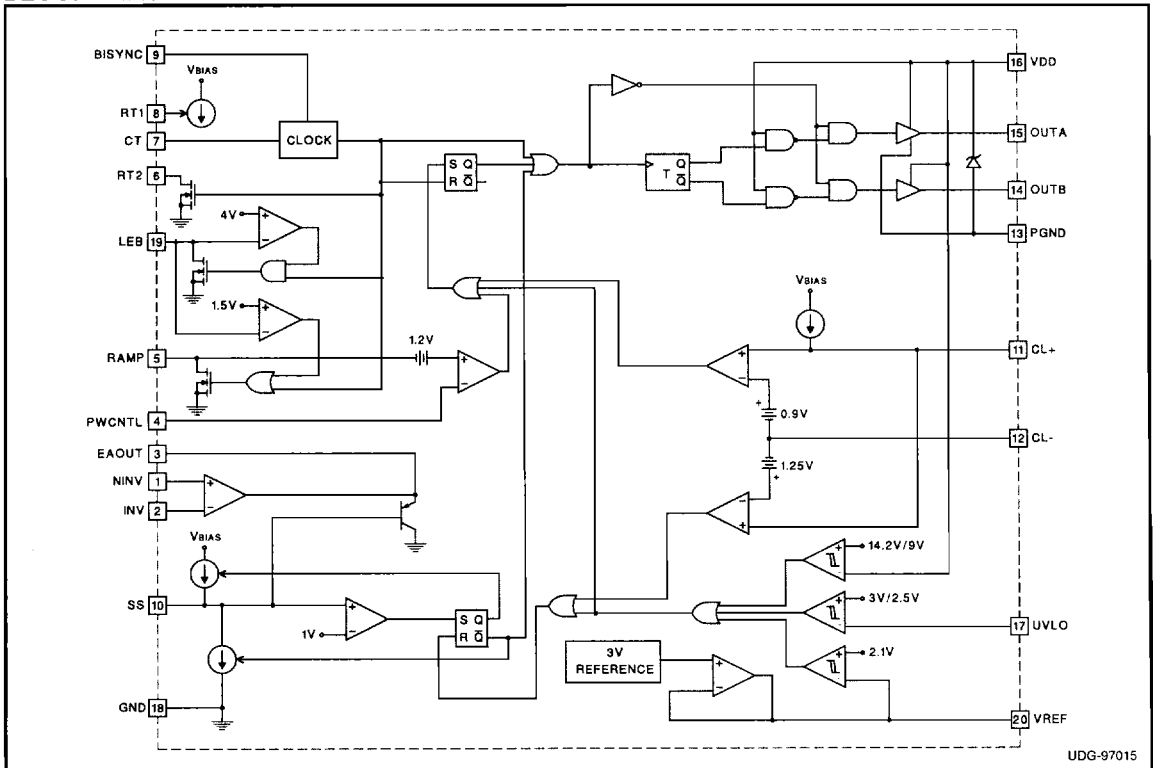 BISYNC 9
VBIAS
RT1 8
CT 7
CLOCK
RT2 6
4V
LEB 19
1.5V
RAMP 5
1.2V
PWCNTL 4
EAOUT 3
NINV 1
INV 2
VBIAS
SS 10
1V
GND 18
S Q
R Q̅
T Q
Q̅
16 VDD
15 OUTA
14 OUTB
13 PGND
VBIAS
11 CL+
0.9V
12 CL-
1.25V
14.2V/9V
3V/2.5V
17 UVLO
2.1V
S Q
R Q̅
3V
REFERENCE
20 VREF
UDG-97015